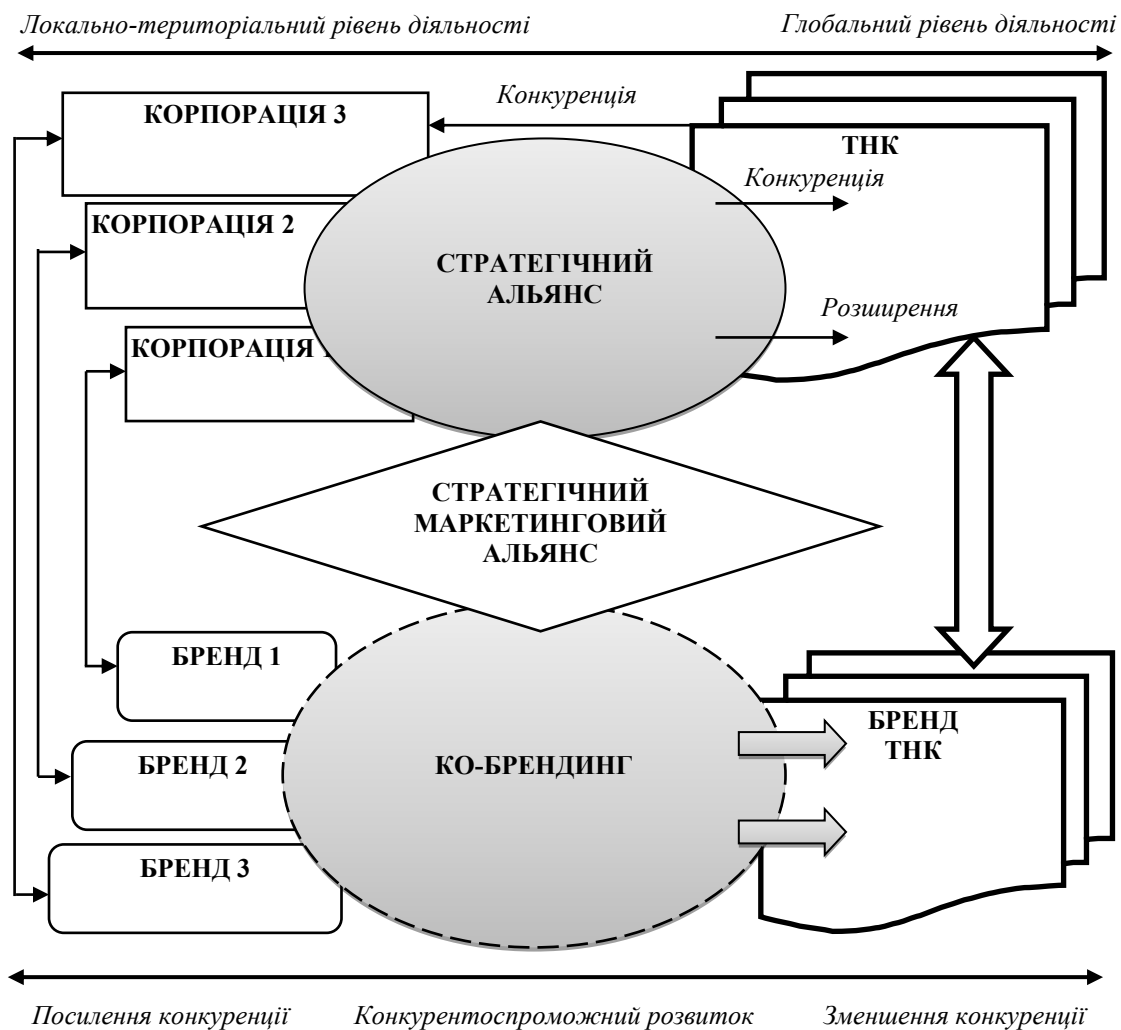 Локально-територіальний рівень діяльності
Глобальний рівень діяльності
КОРПОРАЦІЯ 3
Конкуренція
ТНК
Конкуренція
КОРПОРАЦІЯ 2
СТРАТЕГІЧНИЙ
АЛЬЯНС
Розширення
КОРПОРАЦІЯ 1
СТРАТЕГІЧНИЙ
МАРКЕТИНГОВИЙ
АЛЬЯНС
БРЕНД 1
БРЕНД
ТНК
БРЕНД 2
КО-БРЕНДИНГ
БРЕНД 3
Посилення конкуренції
Конкурентоспроможний розвиток
Зменшення конкуренції